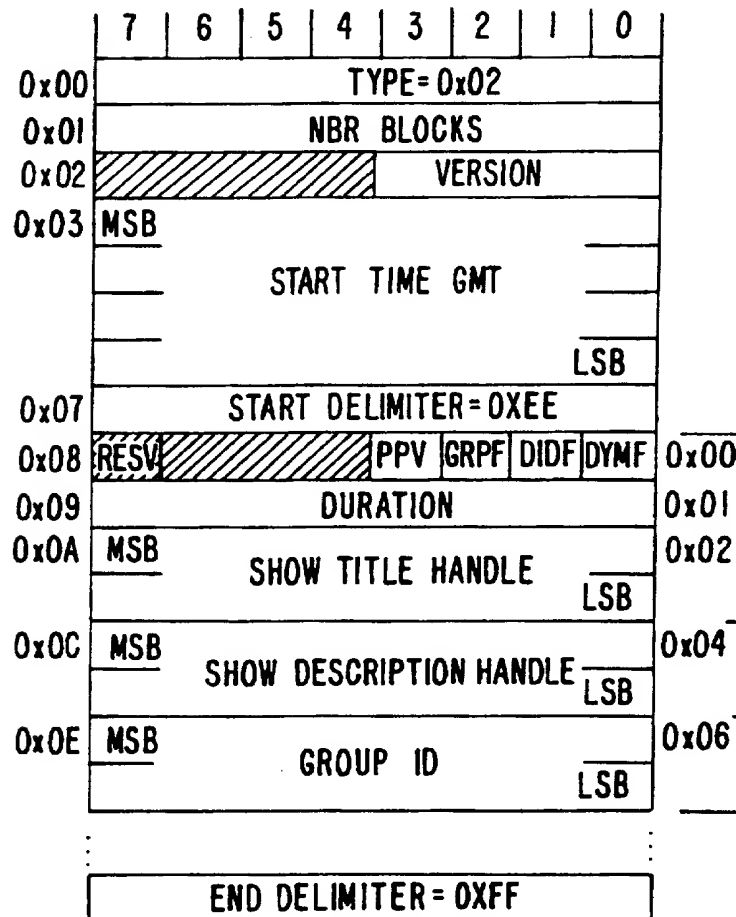 7 6 5 4 3 2 1 0
0x00 TYPE=0x02
0x01 NBR BLOCKS
0x02 VERSION
0x03 MSB
START TIME GMT
LSB
0x07 START DELIMITER=0XEE
0x08 RESV PPV GRPF DIDF DYMF 0x00
0x09 DURATION 0x01
0x0A MSB 0x02
SHOW TITLE HANDLE
LSB
0x0C MSB 0x04
SHOW DESCRIPTION HANDLE
LSB
0x0E MSB 0x06
GROUP ID
LSB
END DELIMITER=0XFF